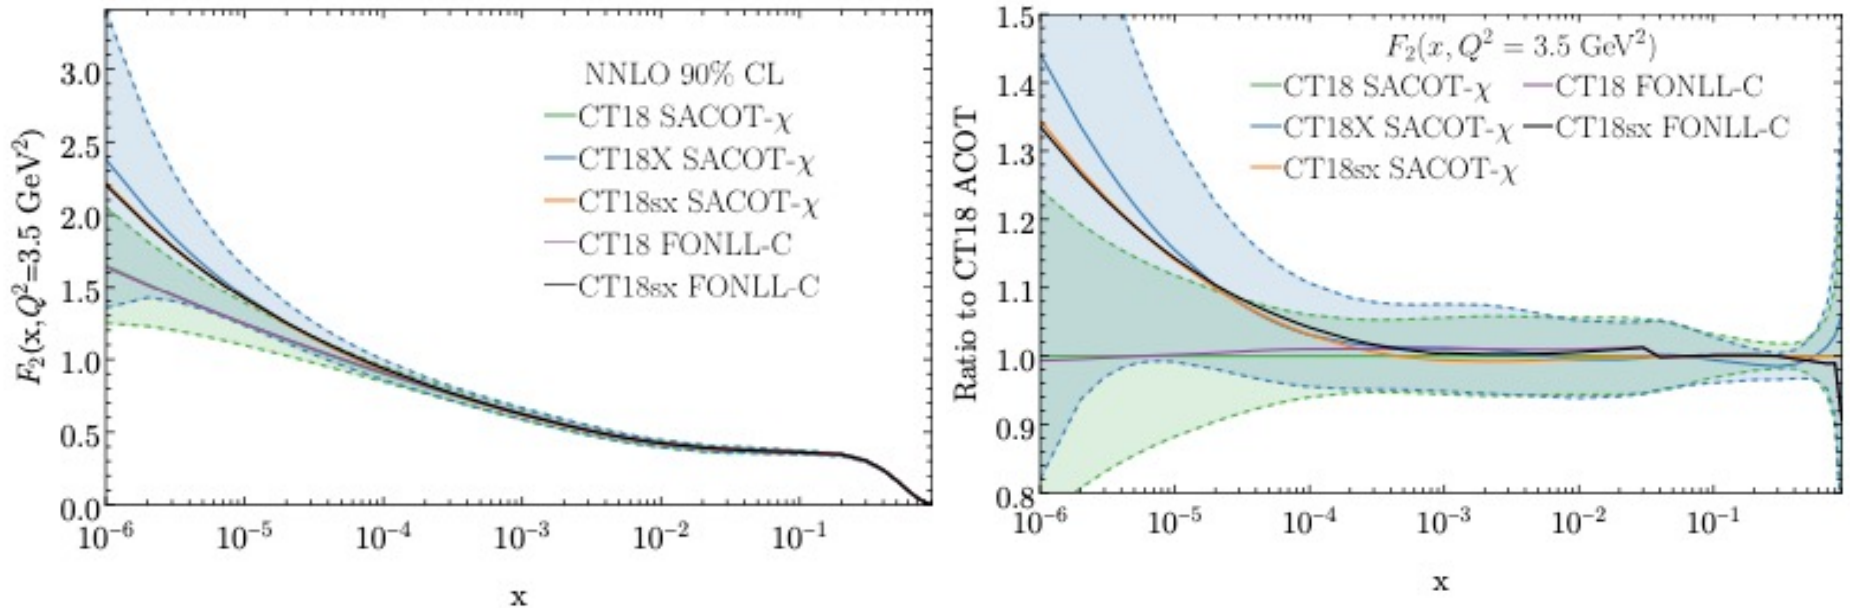 F₂(x,Q²=3.5 GeV²)
3.0
2.5
2.0
1.5
1.0
0.5
0.0
NNLO 90% CL
CT18 SACOT-χ
CT18X SACOT-χ
CT18sx SACOT-χ
CT18 FONLL-C
CT18sx FONLL-C
10⁻⁶ 10⁻⁵ 10⁻⁴ 10⁻³ 10⁻² 10⁻¹
x
Ratio to CT18 ACOT
1.5
1.4
1.3
1.2
1.1
1.0
0.9
0.8
F₂(x, Q² = 3.5 GeV²)
CT18 SACOT-χ CT18 FONLL-C
CT18X SACOT-χ CT18sx FONLL-C
CT18sx SACOT-χ
10⁻⁶ 10⁻⁵ 10⁻⁴ 10⁻³ 10⁻² 10⁻¹
x